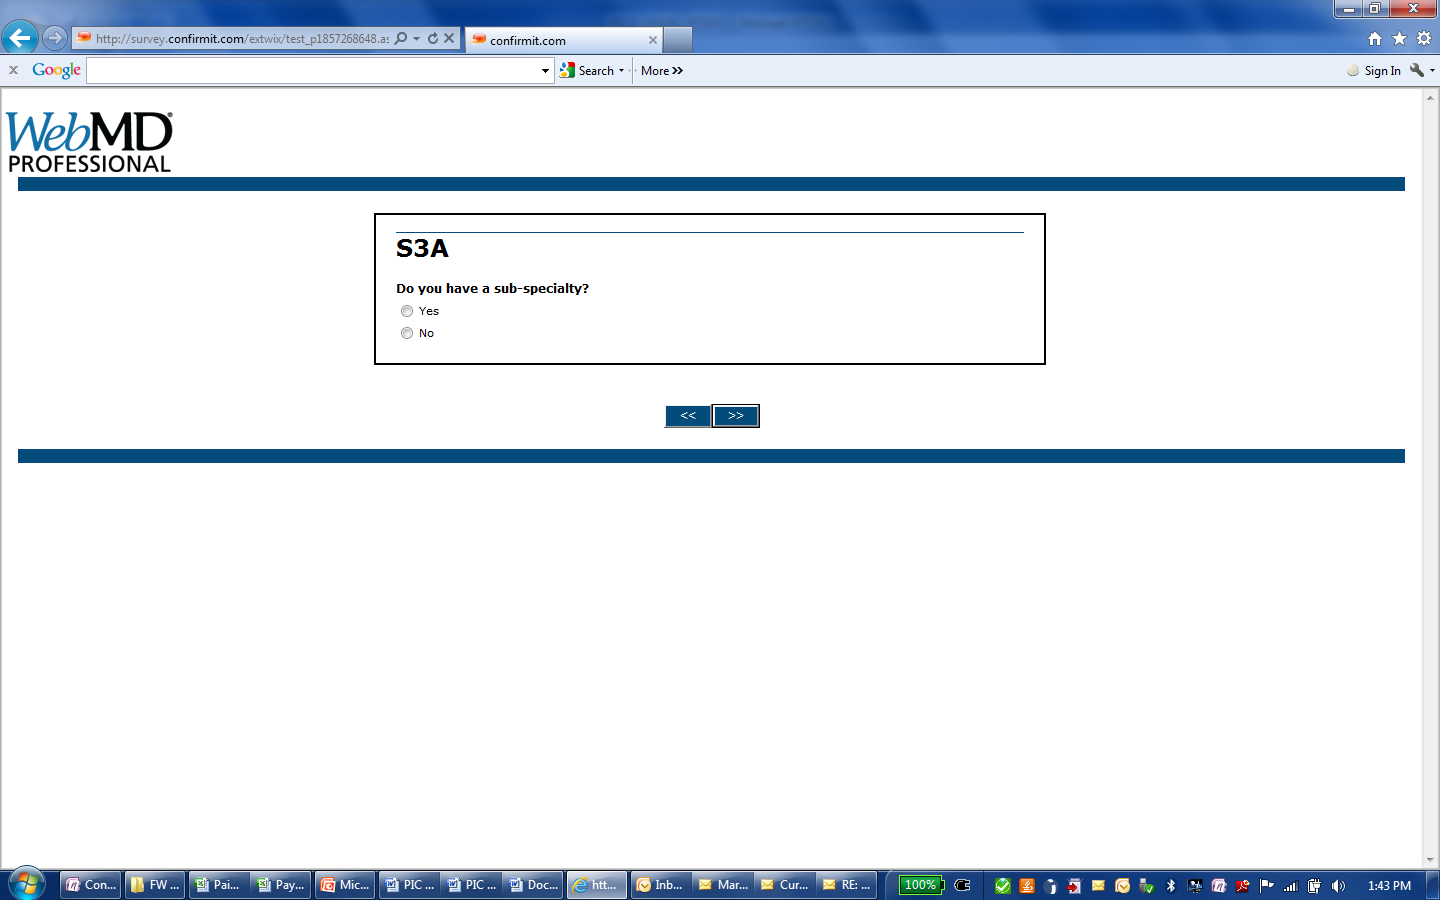 http://survey.confirmit.com/extwix/test_p1857268648.as
confirmit.com
x Google
Search
More »
Sign In
WebMD®
PROFESSIONAL
S3A
Do you have a sub-specialty?
Yes
No
<< >>
Con... FW ... Pai... Pay... Mic... PIC ... PIC ... Doc... htt... Inb... Mar... Cur... RE: ... 100% 1:43 PM